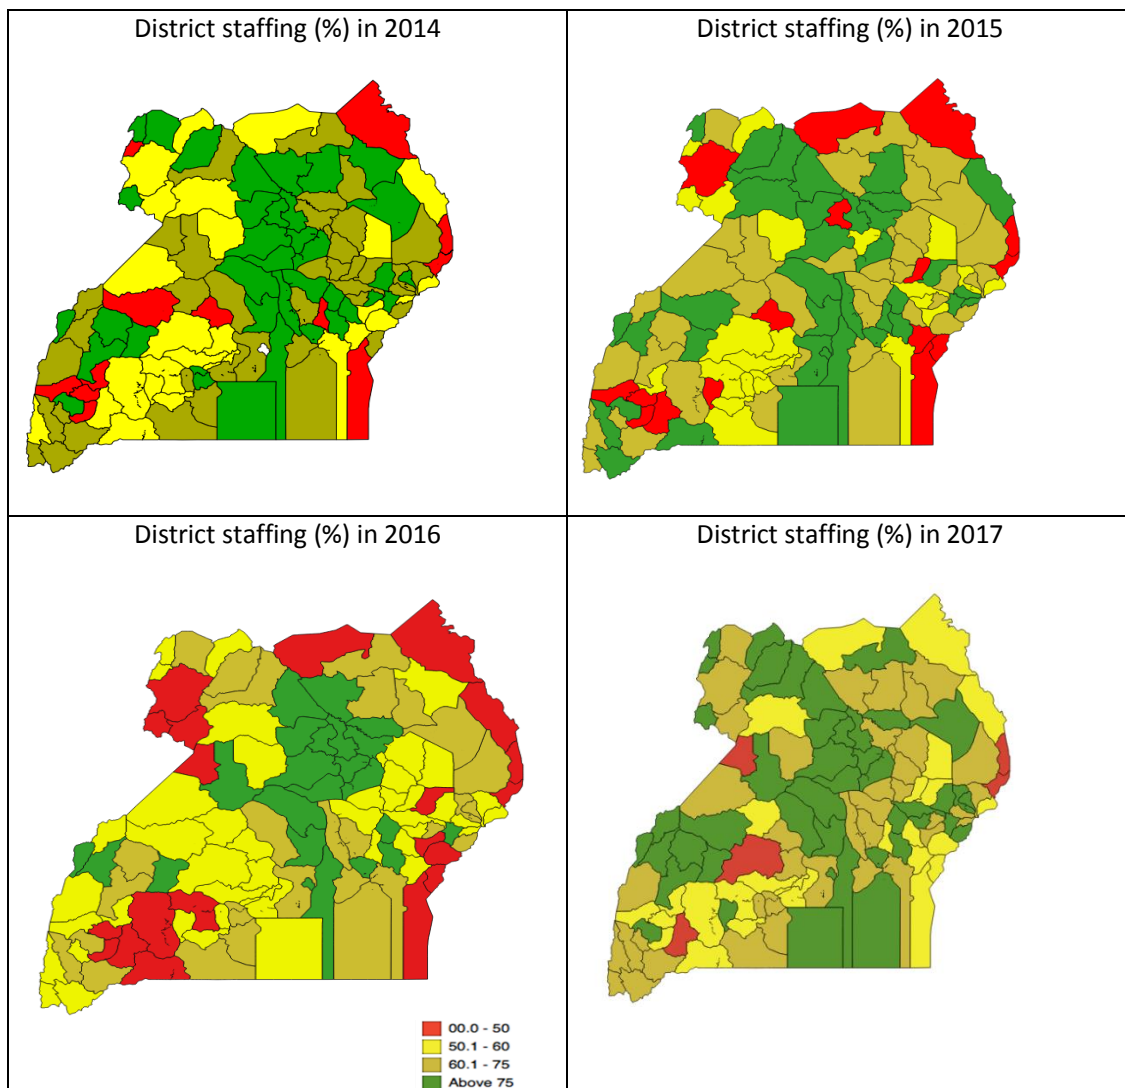 District staffing (%) in 2014
District staffing (%) in 2015
District staffing (%) in 2016
District staffing (%) in 2017
00.0 - 50
50.1 - 60
60.1 - 75
Above 75